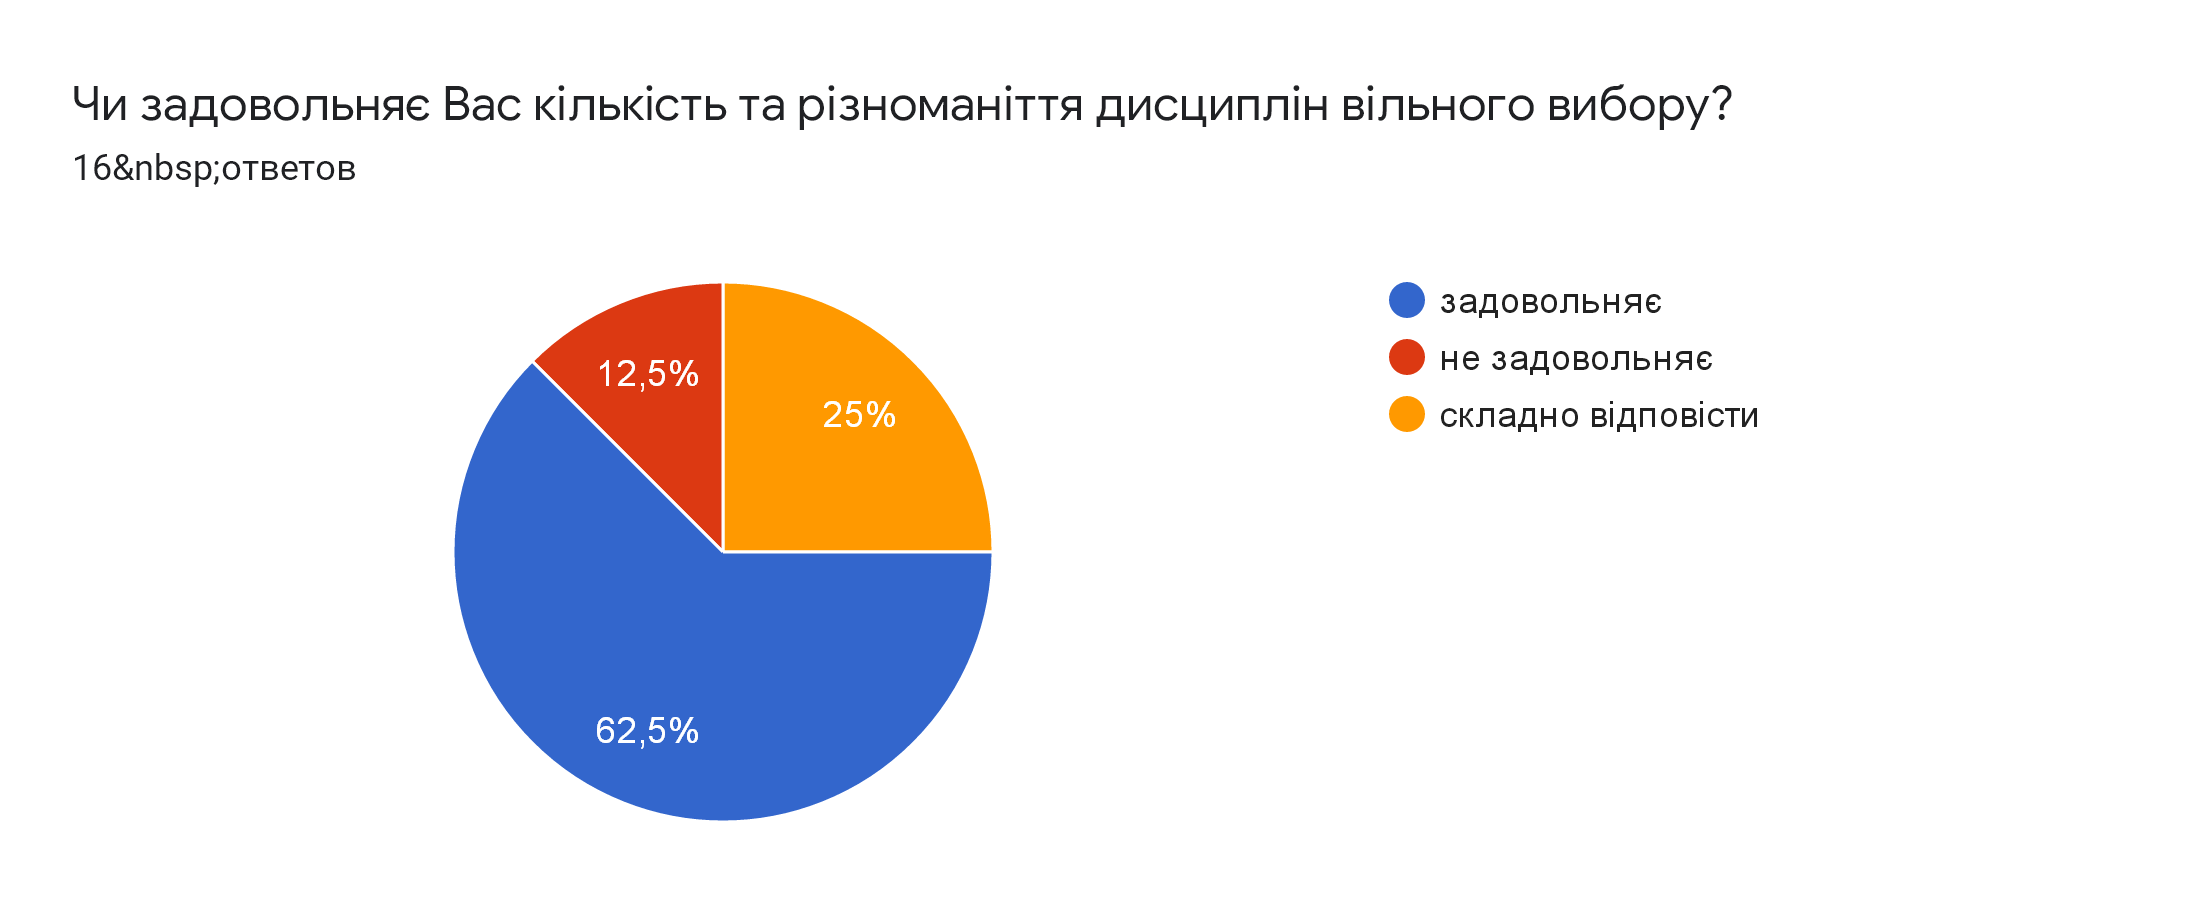 Чи задовольняє Вас кількість та різноманіття дисциплін вільного вибору?
16&nbsp;ответов
задовольняє
не задовольняє
складно відповісти
12,5%
25%
62,5%